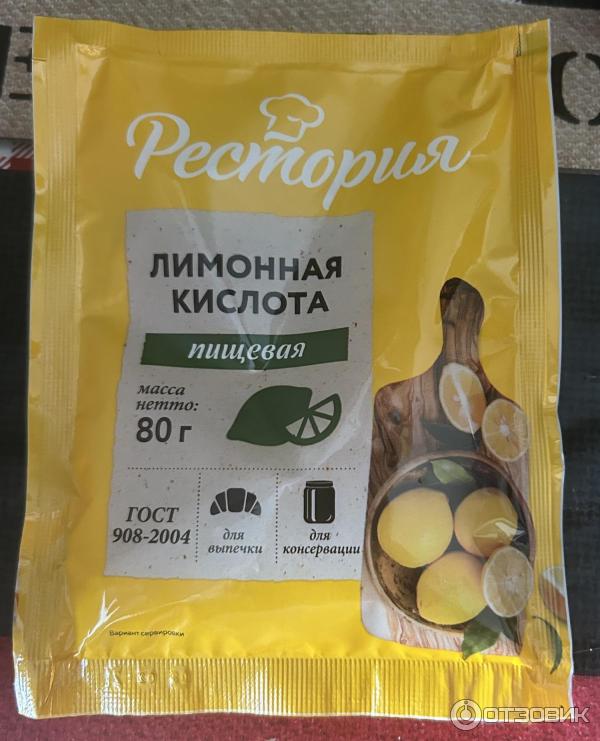 Рестория
ЛИМОННАЯ
КИСЛОТА
пищевая
масса
нетто:
80 г
ГОСТ
908-2004
для
выпечки
для
консервации
Вариант сервировки
ОТЗОВИК